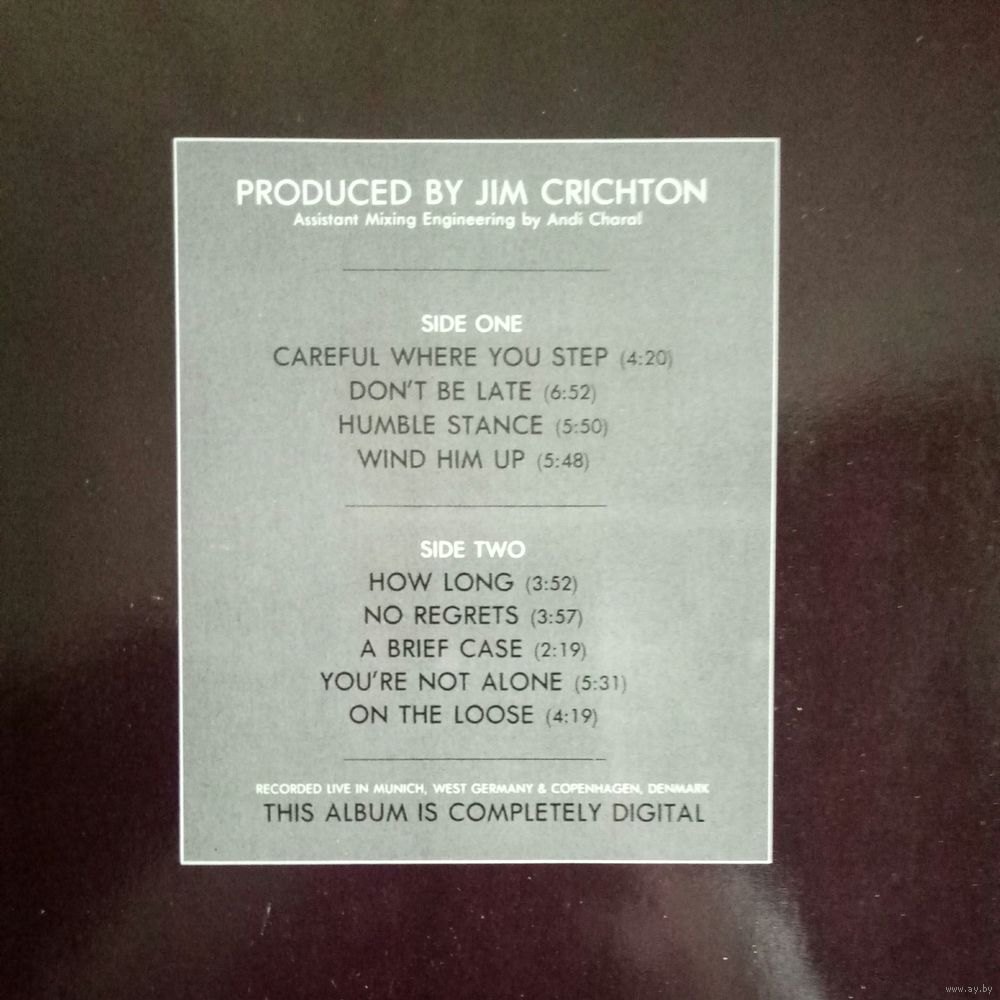 PRODUCED BY JIM CRICHTON
Assistant Mixing Engineering by Andi Charal
SIDE ONE
CAREFUL WHERE YOU STEP (4:20)
DON'T BE LATE (6:52)
HUMBLE STANCE (5:50)
WIND HIM UP (5:48)
SIDE TWO
HOW LONG (3:52)
NO REGRETS (3:57)
A BRIEF CASE (2:19)
YOU'RE NOT ALONE (5:31)
ON THE LOOSE (4:19)
RECORDED LIVE IN MUNICH, WEST GERMANY & COPENHAGEN, DENMARK
THIS ALBUM IS COMPLETELY DIGITAL
www.ay.by